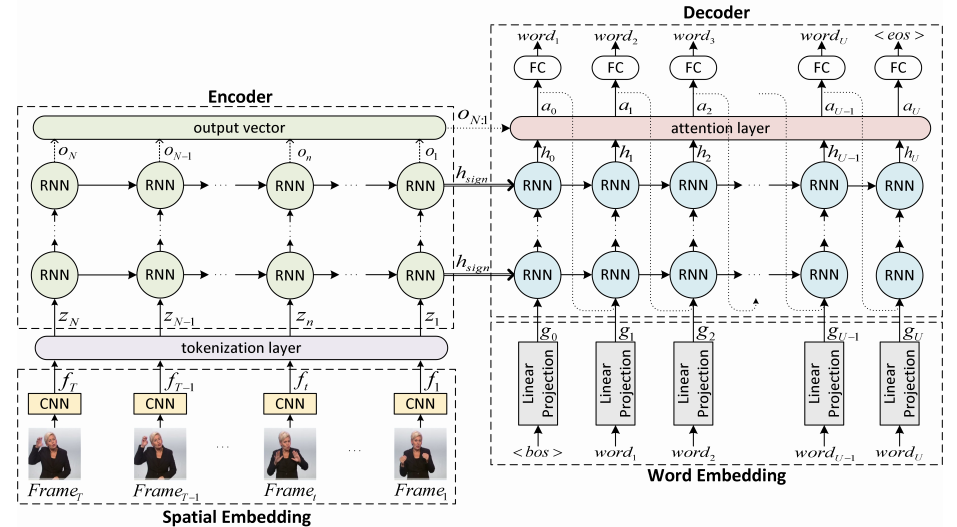 Decoder
word_1 word_2 word_3 word_U <eos>
FC FC FC FC FC
Encoder
a_0 a_1 a_2 ... a_{U-1} a_U
output vector
o_{N:1}
attention layer
o_N o_{N-1} o_n o_1
h_0 h_1 h_2 h_{U-1} h_U
RNN RNN ... RNN ... RNN
h_{sign}
RNN RNN RNN ... RNN RNN
RNN RNN ... RNN ... RNN
h_{sign}
RNN RNN RNN ... RNN RNN
z_N z_{N-1} z_n z_1
g_0 g_1 g_2 g_{U-1} g_U
tokenization layer
Linear Projection
Linear Projection
Linear Projection
Linear Projection
Linear Projection
f_T f_{T-1} f_t f_1
CNN CNN CNN CNN
... ...
<bos> word_1 word_2 word_{U-1} word_U
Word Embedding
Frame_T Frame_{T-1} Frame_t Frame_1
Spatial Embedding